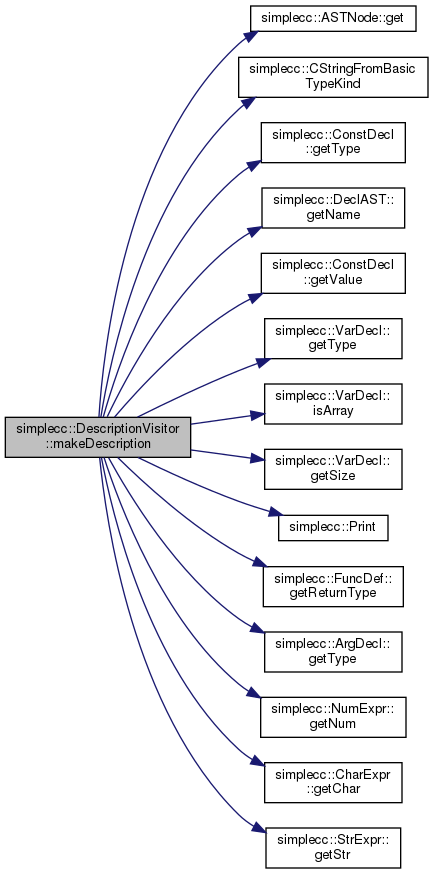 simplecc::ASTNode::get
simplecc::CStringFromBasic
TypeKind
simplecc::ConstDecl
::getType
simplecc::DeclAST::
getName
simplecc::ConstDecl
::getValue
simplecc::VarDecl::
getType
simplecc::VarDecl::
isArray
simplecc::DescriptionVisitor
::makeDescription
simplecc::VarDecl::
getSize
simplecc::Print
simplecc::FuncDef::
getReturnType
simplecc::ArgDecl::
getType
simplecc::NumExpr::
getNum
simplecc::CharExpr
::getChar
simplecc::StrExpr::
getStr